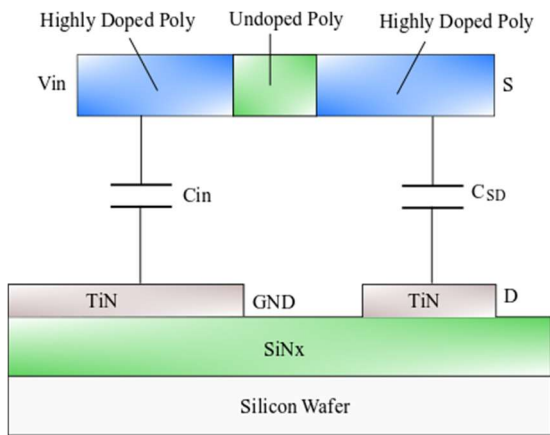 Highly Doped Poly
Undoped Poly
Highly Doped Poly
Vin
S
Cin
CSD
TiN
GND
TiN
D
SiNx
Silicon Wafer